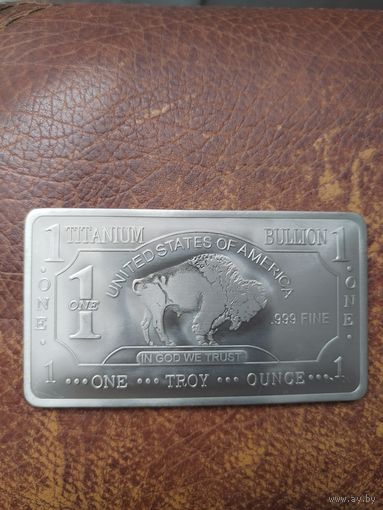 1 TITANIUM BULLION 1
UNITED STATES OF AMERICA
·ONE· 1 ONE ·ONE·
.999 FINE
IN GOD WE TRUST
1 ···ONE ··· TROY ··· OUNCE··· 1
www.ay.by